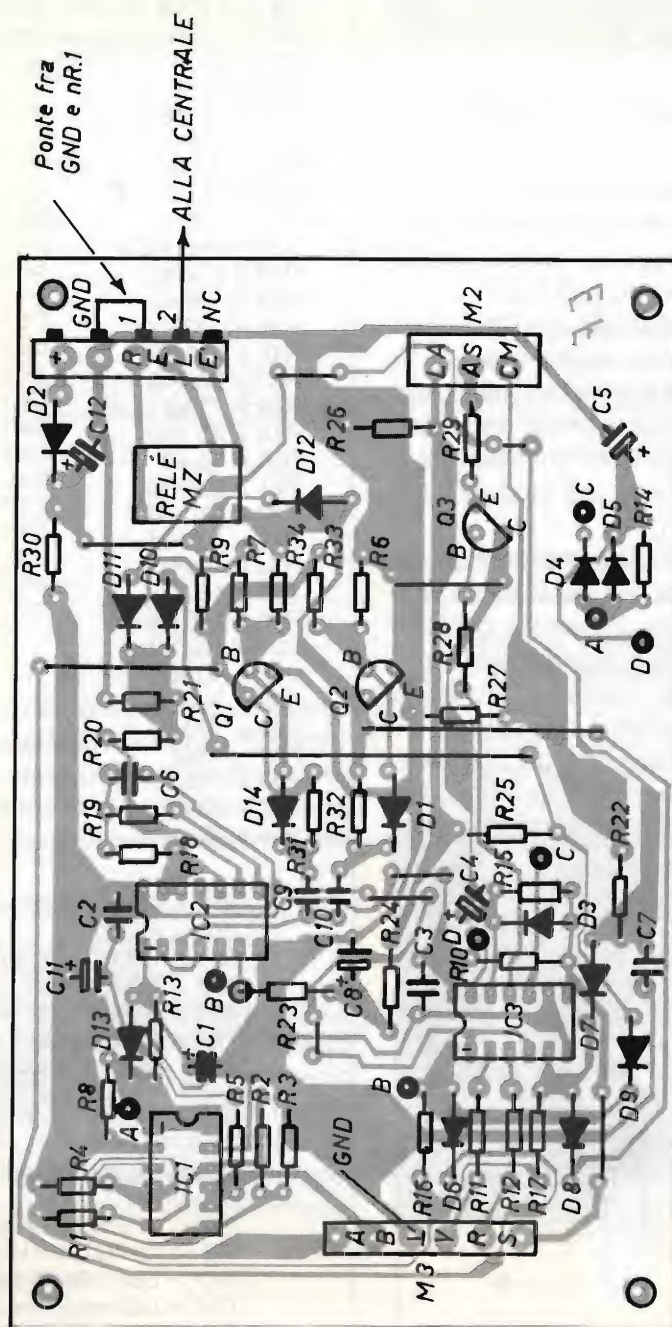 Ponte fra
GND e nR.1
ALLA CENTRALE
GND
1
2
NC
+
R
E
L
E
D2
C12
R30
RELÈ
MZ
D12
D11
D10
R9
R7
R34
R33
R6
R26
M2
LA
AS
CM
R29
Q3
B
E
C
C5
+
D4
C
D5
R14
A
D
R28
R27
R21
R20
C6
R19
R18
Q1
B
C
E
Q2
B
C
E
D14
R31
R32
D1
R25
R22
C2
IC2
C9
C10
C11
+
D13
R13
C1
B
R23
C8
+
R24
C3
C4
+
D
R15
C
R10
D3
IC3
D7
C7
D9
R8
A
R4
R1
IC1
R5
R2
R3
GND
B
R16
D6
R11
R12
R17
D8
M3
A
B
V
R
S